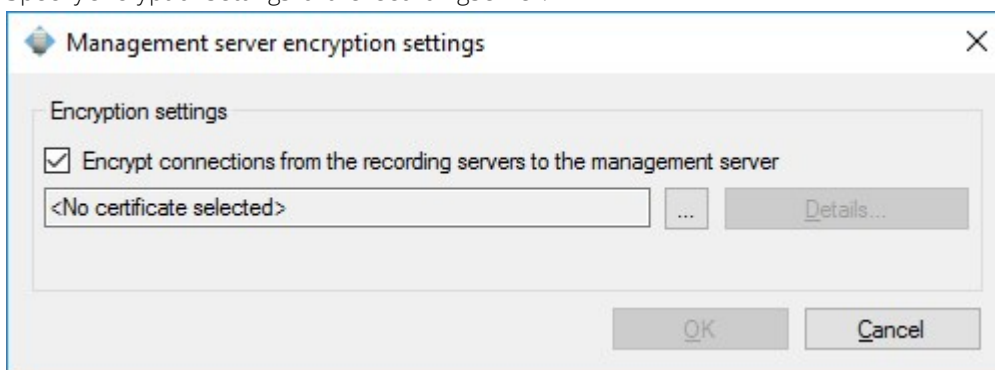 Management server encryption settings
Encryption settings
Encrypt connections from the recording servers to the management server
<No certificate selected>
...
Details...
OK
Cancel